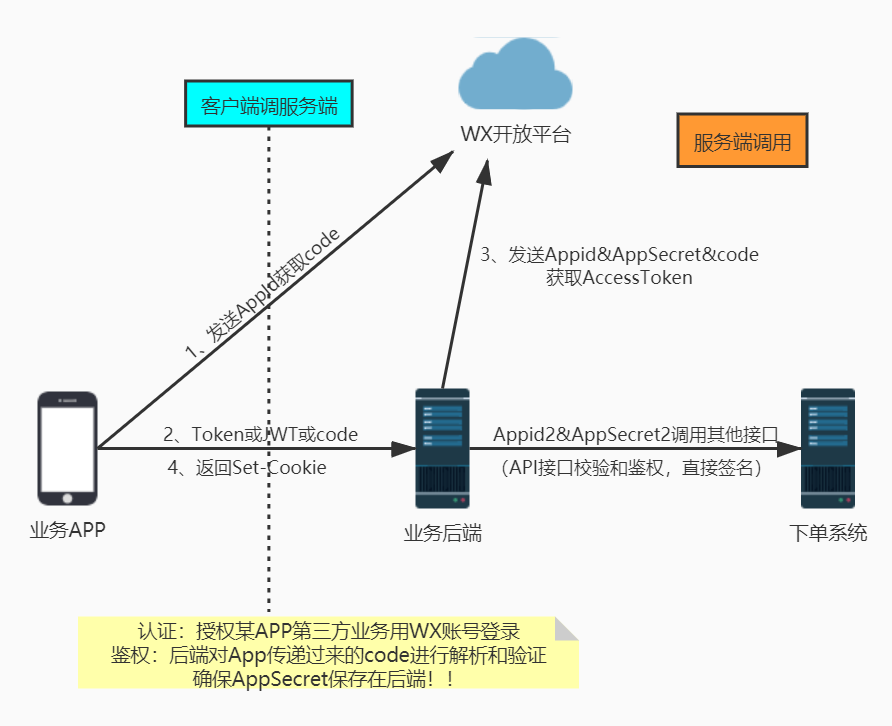 客户端调服务端
WX开放平台
服务端调用
1、发送AppId获取code
3、发送Appid&AppSecret&code
获取AccessToken
2、Token或JWT或code
4、返回Set-Cookie
Appid2&AppSecret2调用其他接口
（API接口校验和鉴权，直接签名）
业务APP
业务后端
下单系统
认证：授权某APP第三方业务用WX账号登录
鉴权：后端对App传递过来的code进行解析和验证
确保AppSecret保存在后端！！